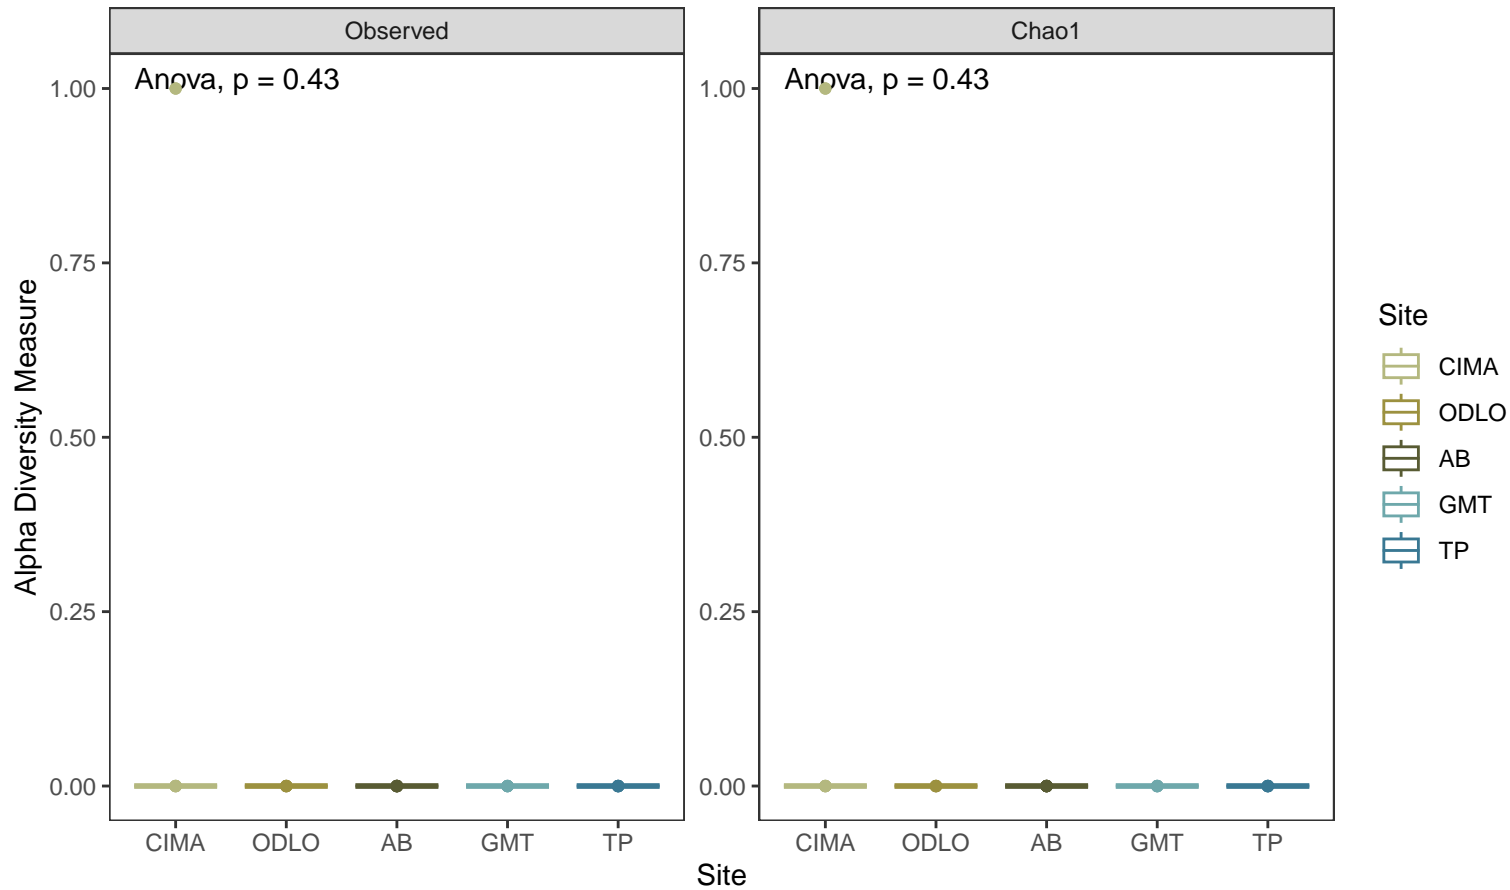 Observed
Chao1
Anova, p = 0.43
Anova, p = 0.43
1.00
0.75
0.50
0.25
0.00
1.00
0.75
0.50
0.25
0.00
Alpha Diversity Measure
CIMA ODLO AB GMT TP
CIMA ODLO AB GMT TP
Site
Site
CIMA
ODLO
AB
GMT
TP